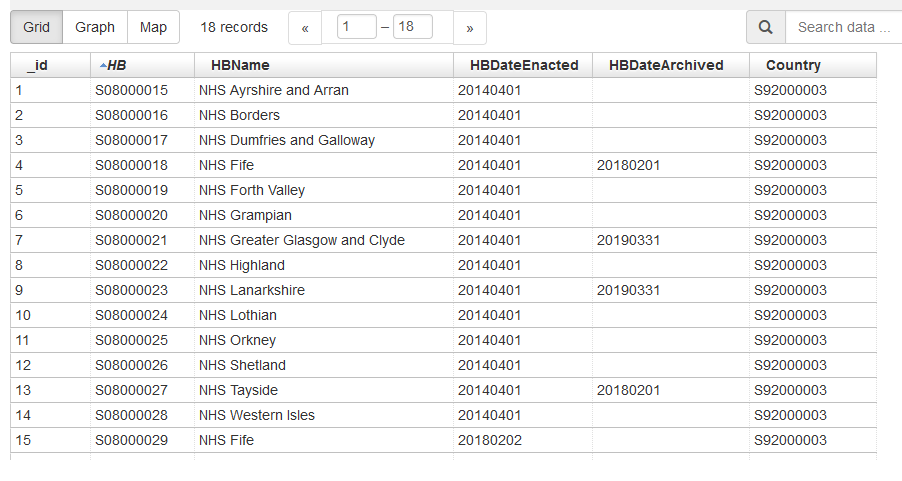 Grid Graph Map 18 records « 1 – 18 » Search data ...
_id HB HBName HBDateEnacted HBDateArchived Country
1 S08000015 NHS Ayrshire and Arran 20140401 S92000003
2 S08000016 NHS Borders 20140401 S92000003
3 S08000017 NHS Dumfries and Galloway 20140401 S92000003
4 S08000018 NHS Fife 20140401 20180201 S92000003
5 S08000019 NHS Forth Valley 20140401 S92000003
6 S08000020 NHS Grampian 20140401 S92000003
7 S08000021 NHS Greater Glasgow and Clyde 20140401 20190331 S92000003
8 S08000022 NHS Highland 20140401 S92000003
9 S08000023 NHS Lanarkshire 20140401 20190331 S92000003
10 S08000024 NHS Lothian 20140401 S92000003
11 S08000025 NHS Orkney 20140401 S92000003
12 S08000026 NHS Shetland 20140401 S92000003
13 S08000027 NHS Tayside 20140401 20180201 S92000003
14 S08000028 NHS Western Isles 20140401 S92000003
15 S08000029 NHS Fife 20180202 S92000003